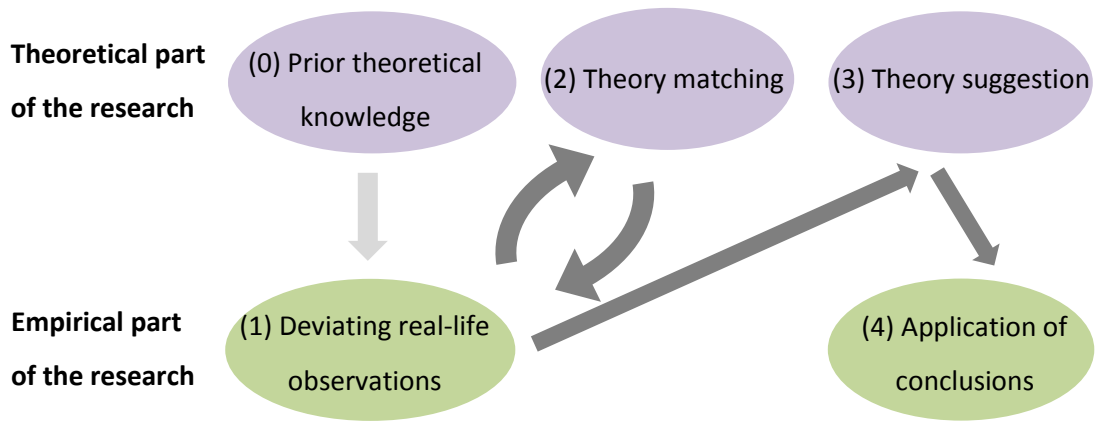 Theoretical part
of the research
(0) Prior theoretical
knowledge
(2) Theory matching
(3) Theory suggestion
Empirical part
of the research
(1) Deviating real-life
observations
(4) Application of
conclusions